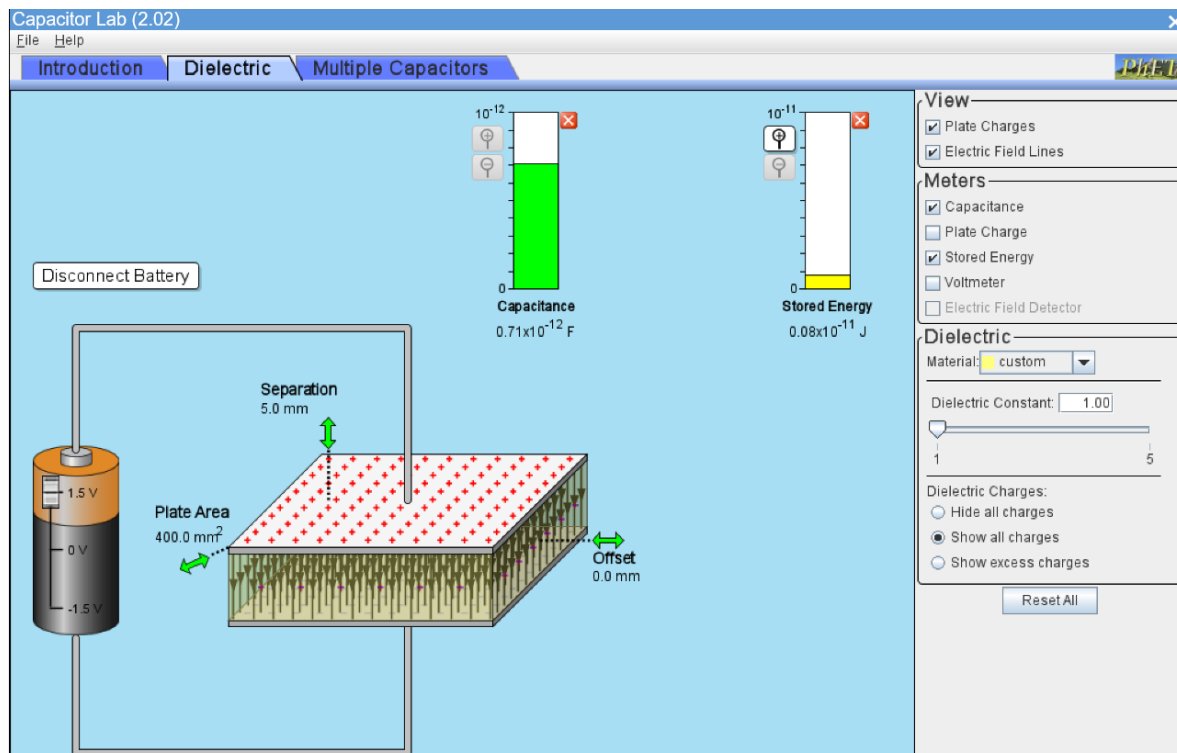 Capacitor Lab (2.02)
File Help
Introduction Dielectric Multiple Capacitors
PhET
10-12
0
Capacitance
0.71x10-12 F
10-11
0
Stored Energy
0.08x10-11 J
Disconnect Battery
Separation
5.0 mm
1.5 V
0 V
-1.5 V
Plate Area
400.0 mm2
Offset
0.0 mm
View
Plate Charges
Electric Field Lines
Meters
Capacitance
Plate Charge
Stored Energy
Voltmeter
Electric Field Detector
Dielectric
Material: custom
Dielectric Constant: 1.00
1 5
Dielectric Charges:
Hide all charges
Show all charges
Show excess charges
Reset All